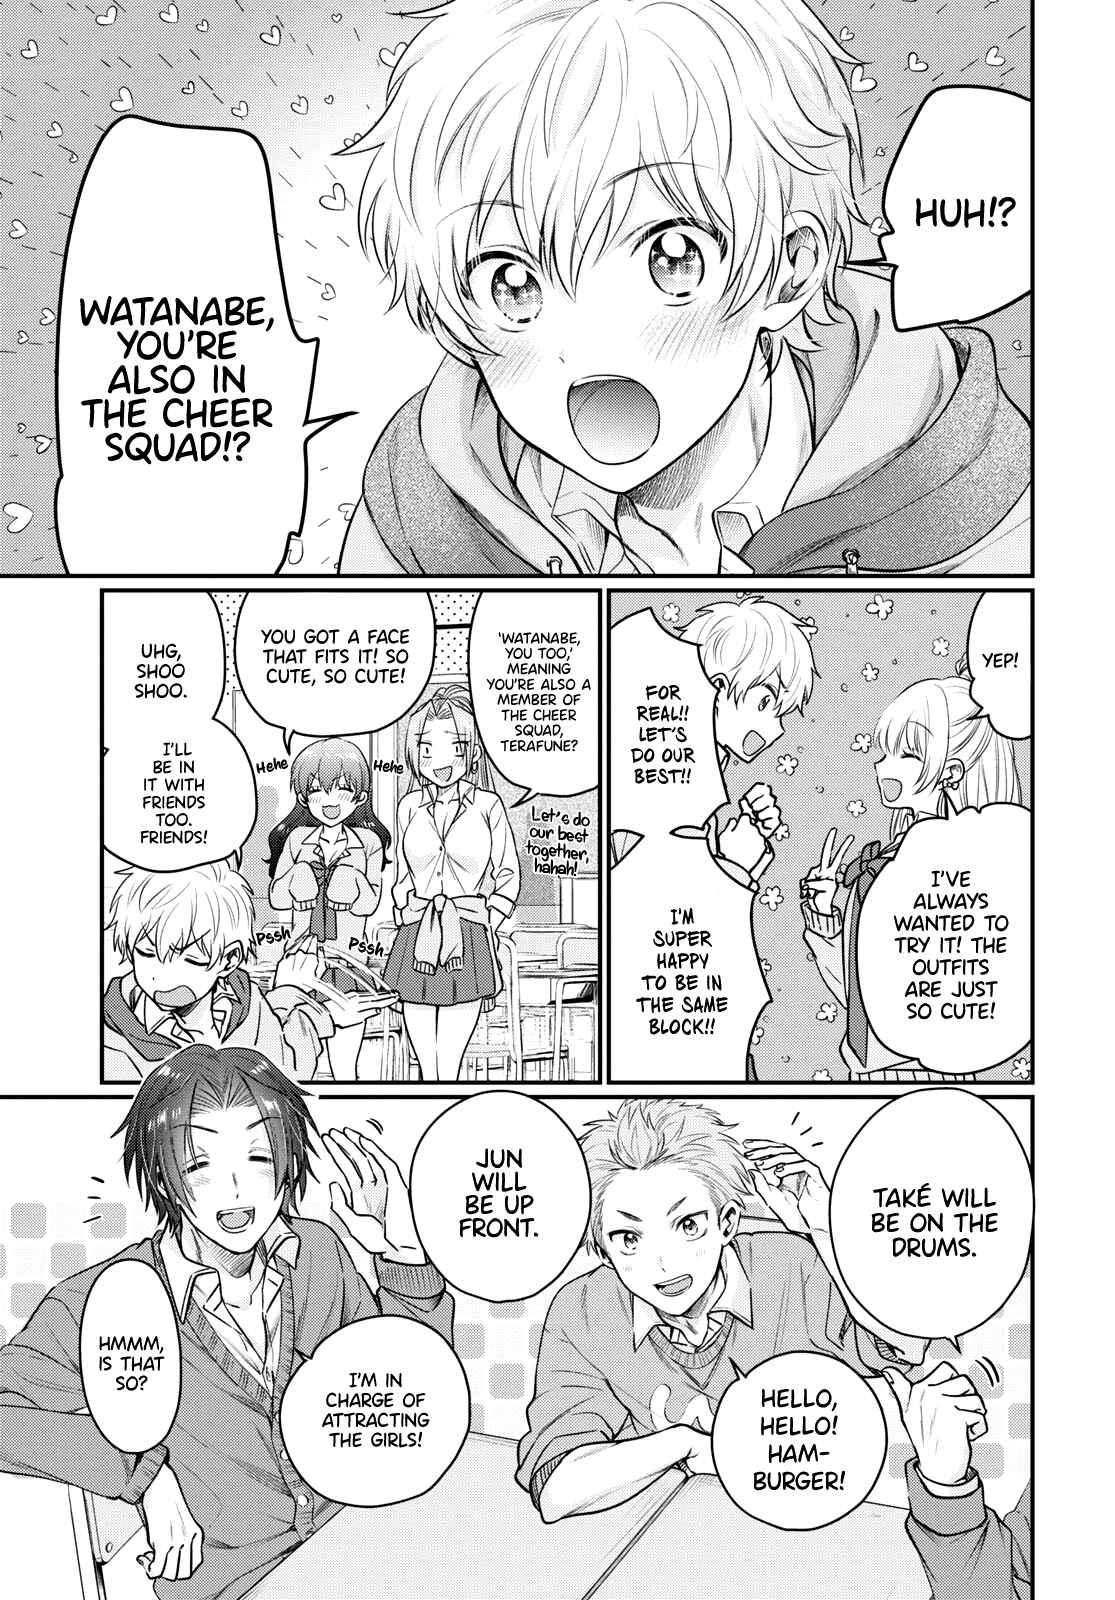 HUH!?
WATANABE,
YOU'RE
ALSO IN
THE CHEER
SQUAD!?
YEP!
I'VE
ALWAYS
WANTED TO
TRY IT! THE
OUTFITS
ARE JUST
SO CUTE!
FOR
REAL!!
LET'S
DO OUR
BEST!!
I'M
SUPER
HAPPY
TO BE IN
THE SAME
BLOCK!!
'WATANABE,
YOU TOO,'
MEANING
YOU'RE ALSO A
MEMBER OF
THE CHEER
SQUAD,
TERAFUNE?
Let's do
our best
together,
hahah!
YOU GOT A FACE
THAT FITS IT! SO
CUTE, SO CUTE!
Hehe
Hehe
UHG,
SHOO
SHOO.
I'LL
BE IN
IT WITH
FRIENDS
TOO.
FRIENDS!
Pssh
Pssh
TAKÉ WILL
BE ON THE
DRUMS.
HELLO,
HELLO!
HAM-
BURGER!
JUN
WILL
BE UP
FRONT.
I'M IN
CHARGE OF
ATTRACTING
THE GIRLS!
HMMM,
IS THAT
SO?